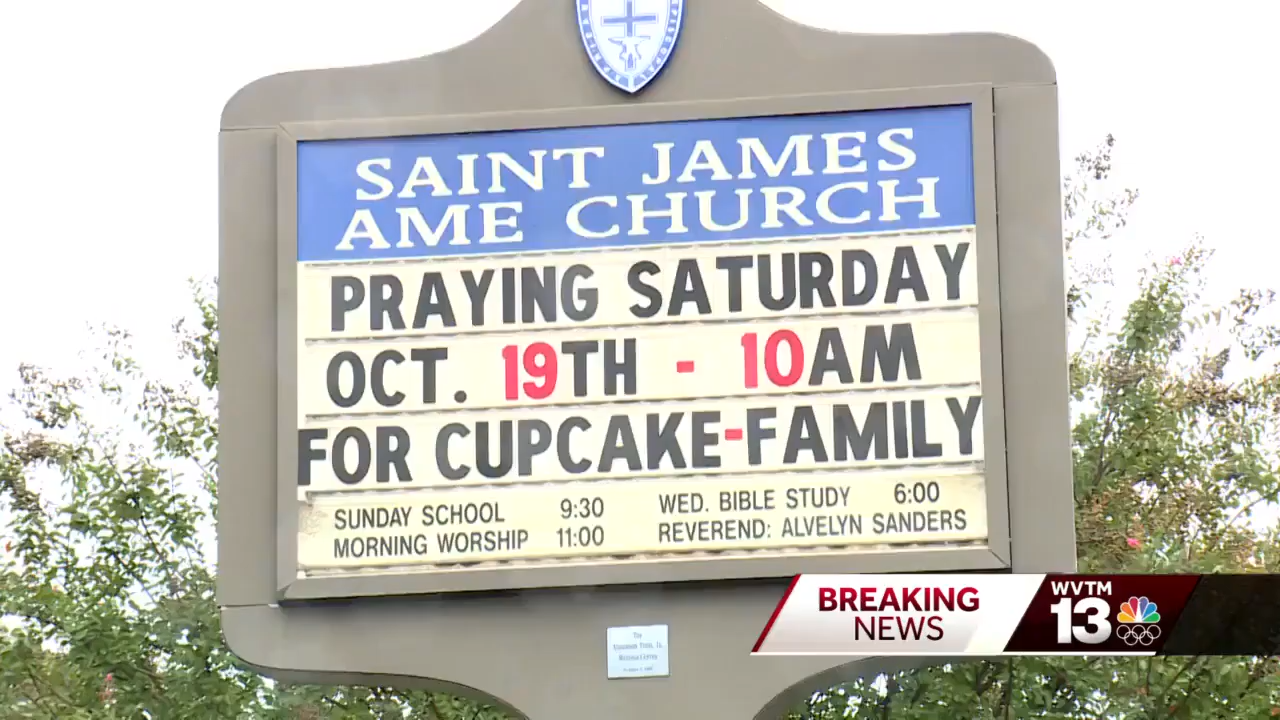 SAINT JAMES
AME CHURCH
PRAYING SATURDAY
OCT. 19TH - 10AM
FOR CUPCAKE-FAMILY
SUNDAY SCHOOL 9:30
MORNING WORSHIP 11:00
WED. BIBLE STUDY 6:00
REVEREND: ALVELYN SANDERS
BREAKING
NEWS
WVTM
13